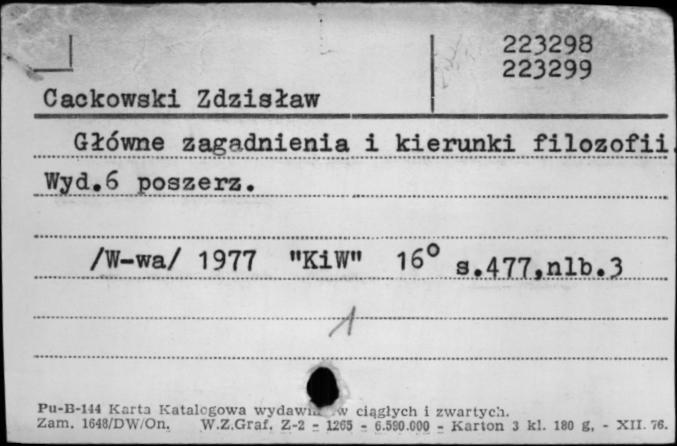 223298
223299
Cackowski Zdzisław
Główne zagadnienia i kierunki filozofii.
Wyd.6 poszerz.
/W-wa/ 1977 "KiW" 16° s.477,nlb.3
1
Pu-B-144 Karta Katalogowa ciągłych i zwartych.
Zam. 1648/DW/On. W.Z.Graf. Z-2 - 1265 - 6.590.000 - Karton 3 kl. 180 g, - XII. 76.